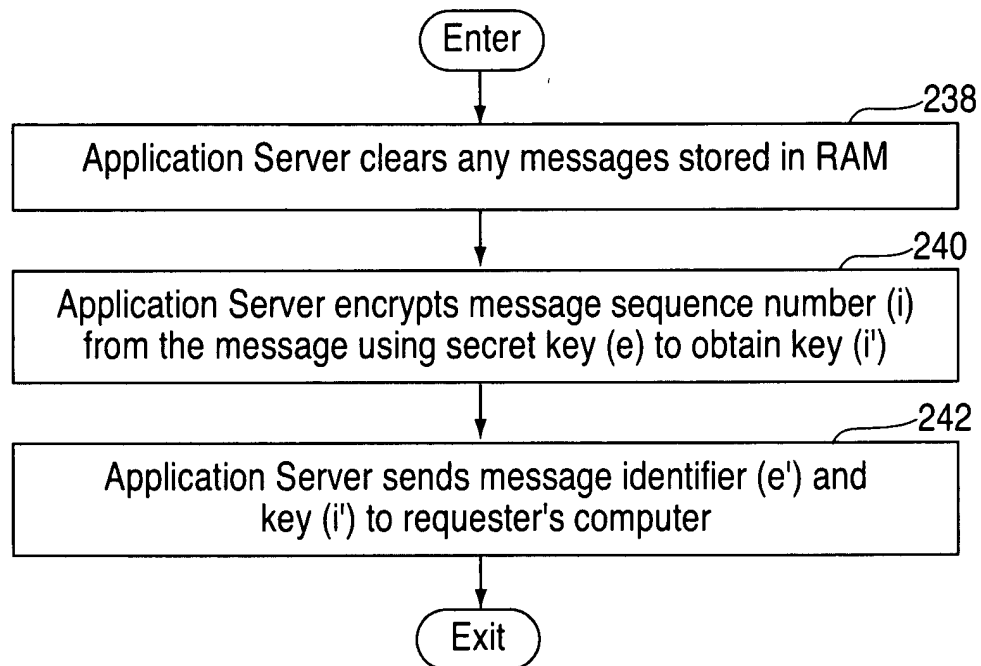 Enter
238
Application Server clears any messages stored in RAM
240
Application Server encrypts message sequence number (i)
from the message using secret key (e) to obtain key (i')
242
Application Server sends message identifier (e') and
key (i') to requester's computer
Exit